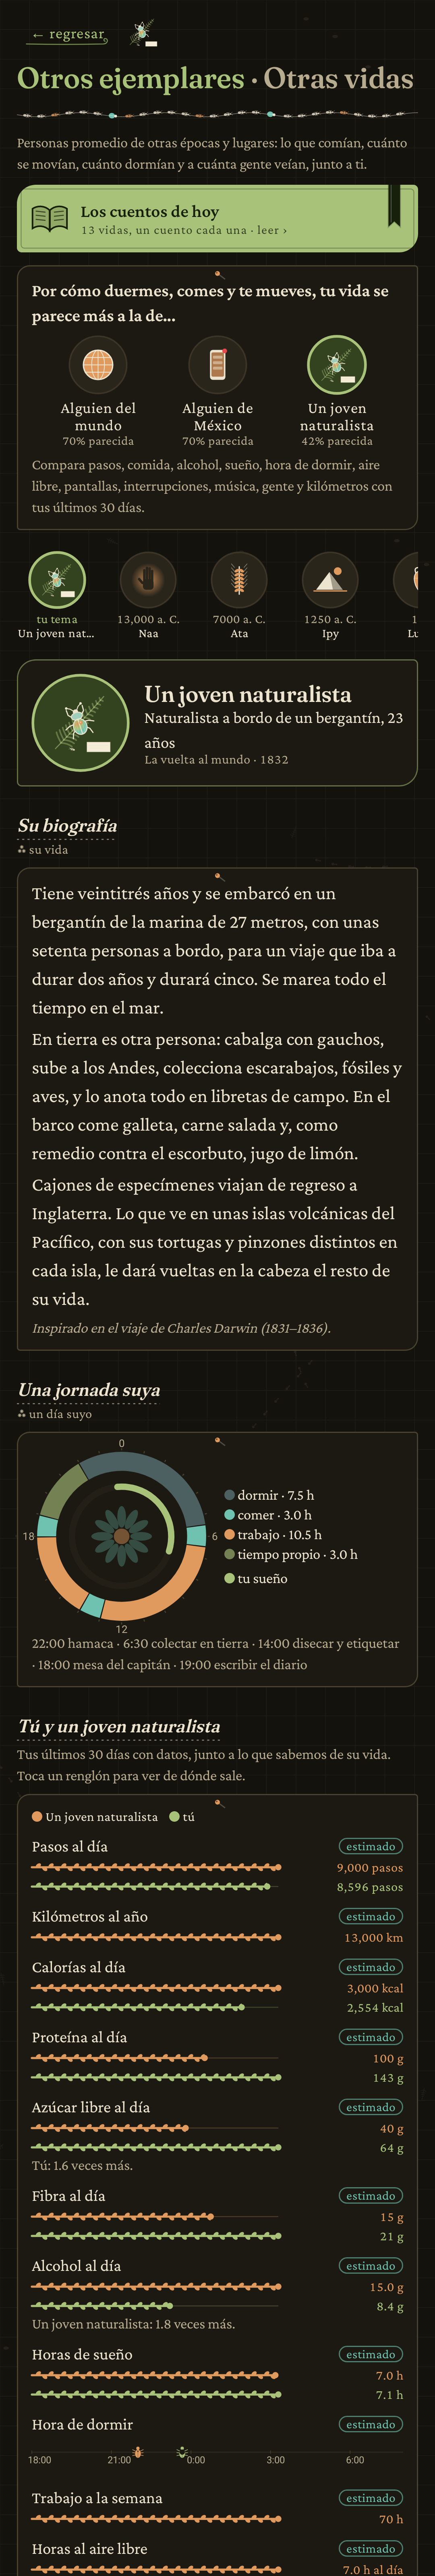 ← regresar
Otros ejemplares · Otras vidas
Personas promedio de otras épocas y lugares: lo que comían, cuánto
se movían, cuánto dormían y a cuánta gente veían, junto a ti.
Los cuentos de hoy
13 vidas, un cuento cada una · leer ›
Por cómo duermes, comes y te mueves, tu vida se
parece más a la de...
Alguien del
mundo
70% parecida
Alguien de
México
70% parecida
Un joven
naturalista
42% parecida
Compara pasos, comida, alcohol, sueño, hora de dormir, aire
libre, pantallas, interrupciones, música, gente y kilómetros con
tus últimos 30 días.
tu tema
Un joven nat...
13,000 a. C.
Naa
7000 a. C.
Ata
1250 a. C.
Ipy
1
Lu
Un joven naturalista
Naturalista a bordo de un bergantín, 23
años
La vuelta al mundo · 1832
Su biografía
su vida
Tiene veintitrés años y se embarcó en un
bergantín de la marina de 27 metros, con unas
setenta personas a bordo, para un viaje que iba a
durar dos años y durará cinco. Se marea todo el
tiempo en el mar.
En tierra es otra persona: cabalga con gauchos,
sube a los Andes, colecciona escarabajos, fósiles y
aves, y lo anota todo en libretas de campo. En el
barco come galleta, carne salada y, como
remedio contra el escorbuto, jugo de limón.
Cajones de especímenes viajan de regreso a
Inglaterra. Lo que ve en unas islas volcánicas del
Pacífico, con sus tortugas y pinzones distintos en
cada isla, le dará vueltas en la cabeza el resto de
su vida.
Inspirado en el viaje de Charles Darwin (1831–1836).
Una jornada suya
un día suyo
0
6
12
18
dormir · 7.5 h
comer · 3.0 h
trabajo · 10.5 h
tiempo propio · 3.0 h
tu sueño
22:00 hamaca · 6:30 colectar en tierra · 14:00 disecar y etiquetar
· 18:00 mesa del capitán · 19:00 escribir el diario
Tú y un joven naturalista
Tus últimos 30 días con datos, junto a lo que sabemos de su vida.
Toca un renglón para ver de dónde sale.
Un joven naturalista
tú
Pasos al día
estimado
9,000 pasos
8,596 pasos
Kilómetros al año
estimado
13,000 km
Calorías al día
estimado
3,000 kcal
2,554 kcal
Proteína al día
estimado
100 g
143 g
Azúcar libre al día
estimado
40 g
64 g
Tú: 1.6 veces más.
Fibra al día
estimado
15 g
21 g
Alcohol al día
estimado
15.0 g
8.4 g
Un joven naturalista: 1.8 veces más.
Horas de sueño
estimado
7.0 h
7.1 h
Hora de dormir
estimado
18:00
21:00
0:00
3:00
6:00
Trabajo a la semana
estimado
70 h
Horas al aire libre
estimado
7.0 h al día